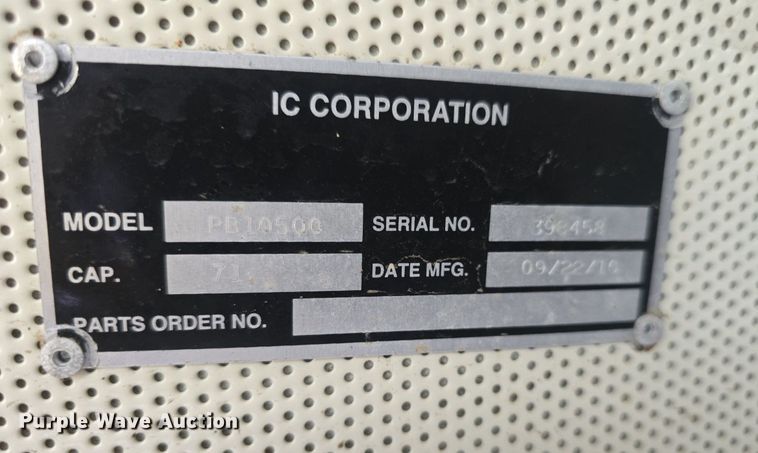 IC CORPORATION
MODEL PB10500 SERIAL NO. 398458
CAP. 71 DATE MFG. 09/22/16
PARTS ORDER NO.
Purple Wave Auction